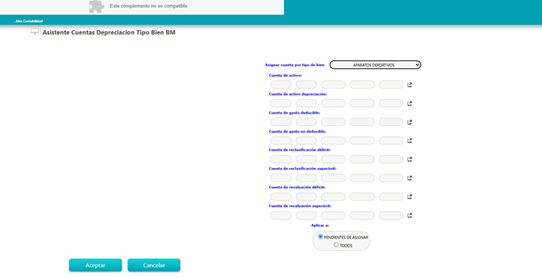 Este complemento no es compatible
Asistente Cuentas Depreciacion Tipo Bien BM
Asignar cuenta por tipo de bien
APARATOS DEPORTIVOS
Cuenta de activo:
Cuenta de activo depreciación:
Cuenta de gasto deducible:
Cuenta de gasto no deducible:
Cuenta de reclasificación déficit:
Cuenta de reclasificación superávit:
Cuenta de revaluación déficit:
Cuenta de revaluación superávit:
Aplicar a:
PENDIENTES DE ASIGNAR
TODOS
Aceptar
Cancelar